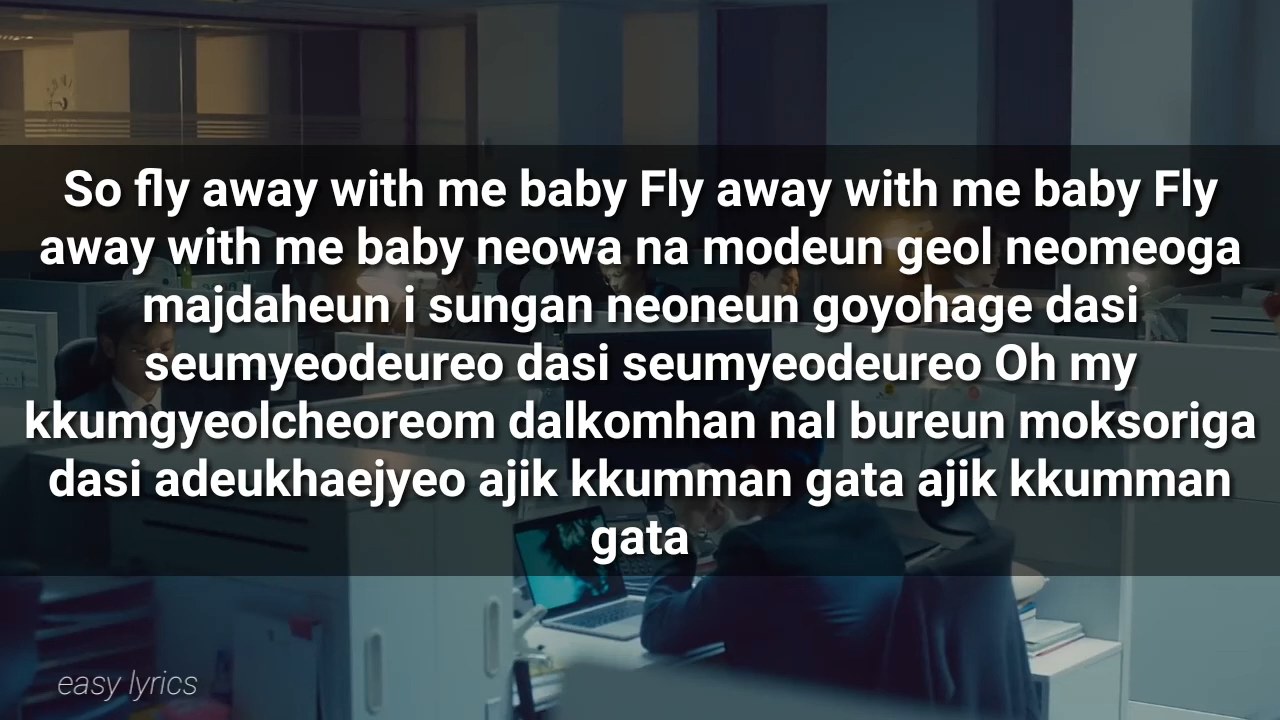 So fly away with me baby Fly away with me baby Fly
away with me baby neowa na modeun geol neomeoga
majdaheun i sungan neoneun goyohage dasi
seumyeodeureo dasi seumyeodeureo Oh my
kkumgyeolcheoreom dalkomhan nal bureun moksoriga
dasi adeukhaejyeo ajik kkumman gata ajik kkumman
gata
easy lyrics